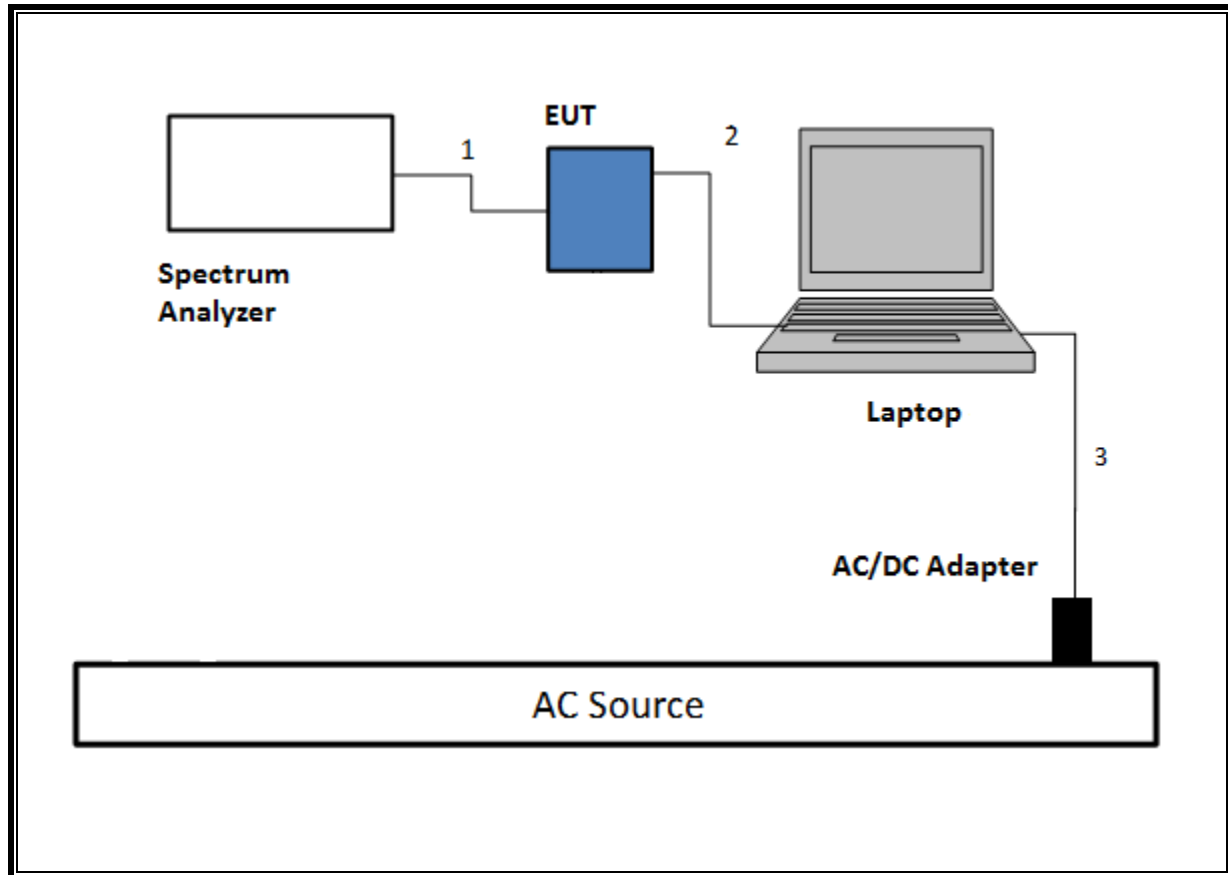 EUT
1
2
Spectrum
Analyzer
Laptop
3
AC/DC Adapter
AC Source